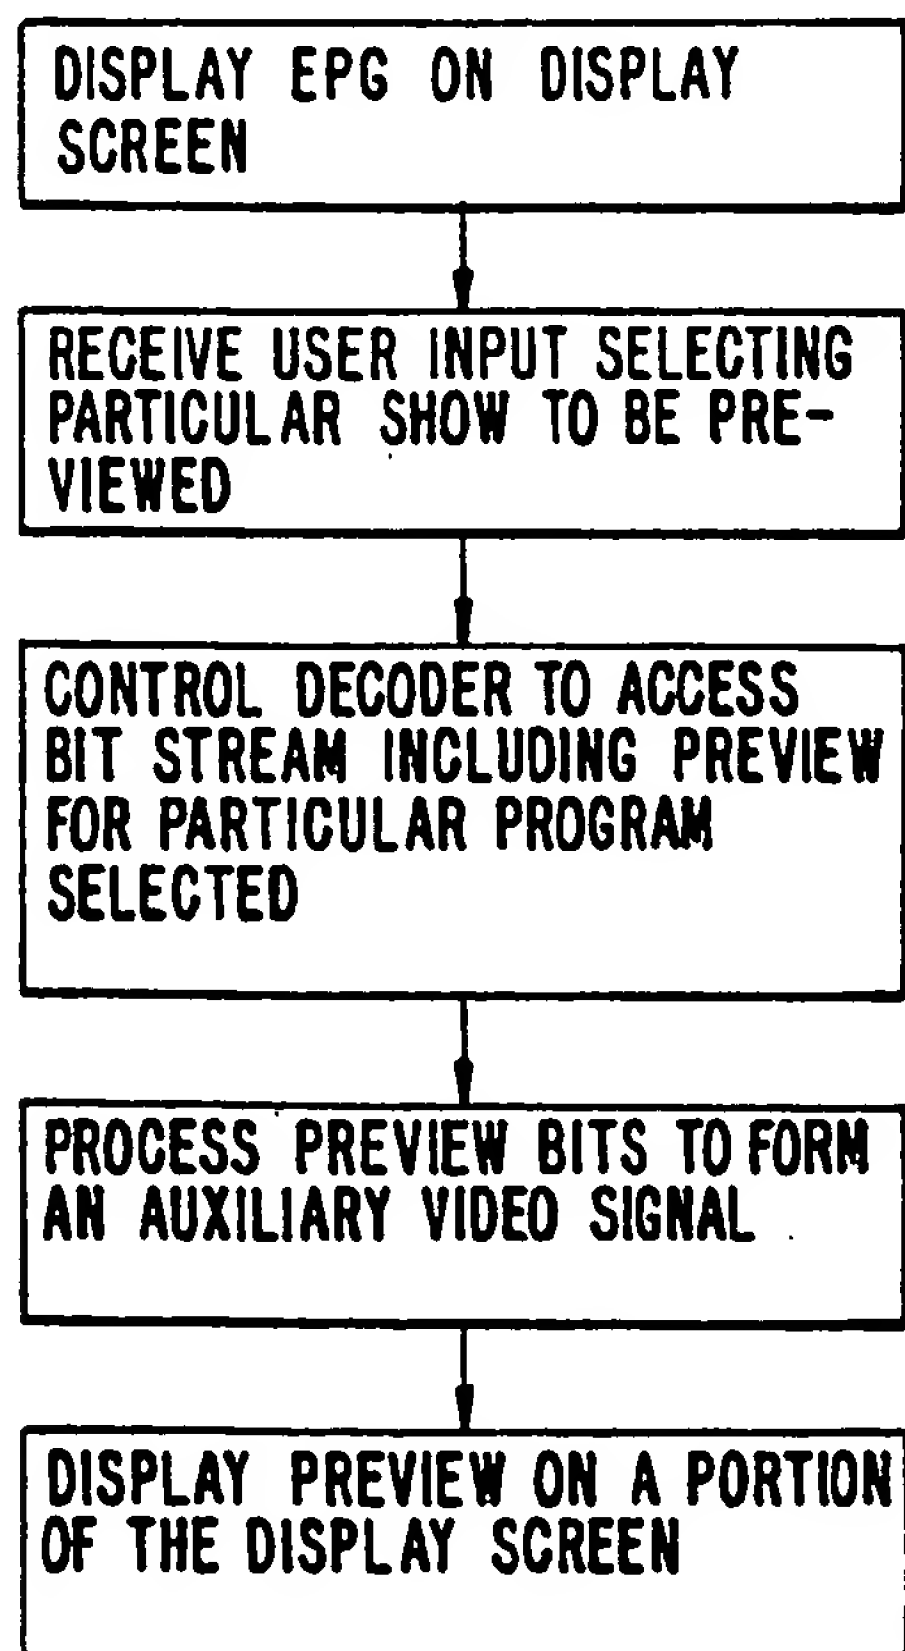 DISPLAY EPG ON DISPLAY
SCREEN
RECEIVE USER INPUT SELECTING
PARTICULAR SHOW TO BE PRE-
VIEWED
CONTROL DECODER TO ACCESS
BIT STREAM INCLUDING PREVIEW
FOR PARTICULAR PROGRAM
SELECTED
PROCESS PREVIEW BITS TO FORM
AN AUXILIARY VIDEO SIGNAL
DISPLAY PREVIEW ON A PORTION
OF THE DISPLAY SCREEN